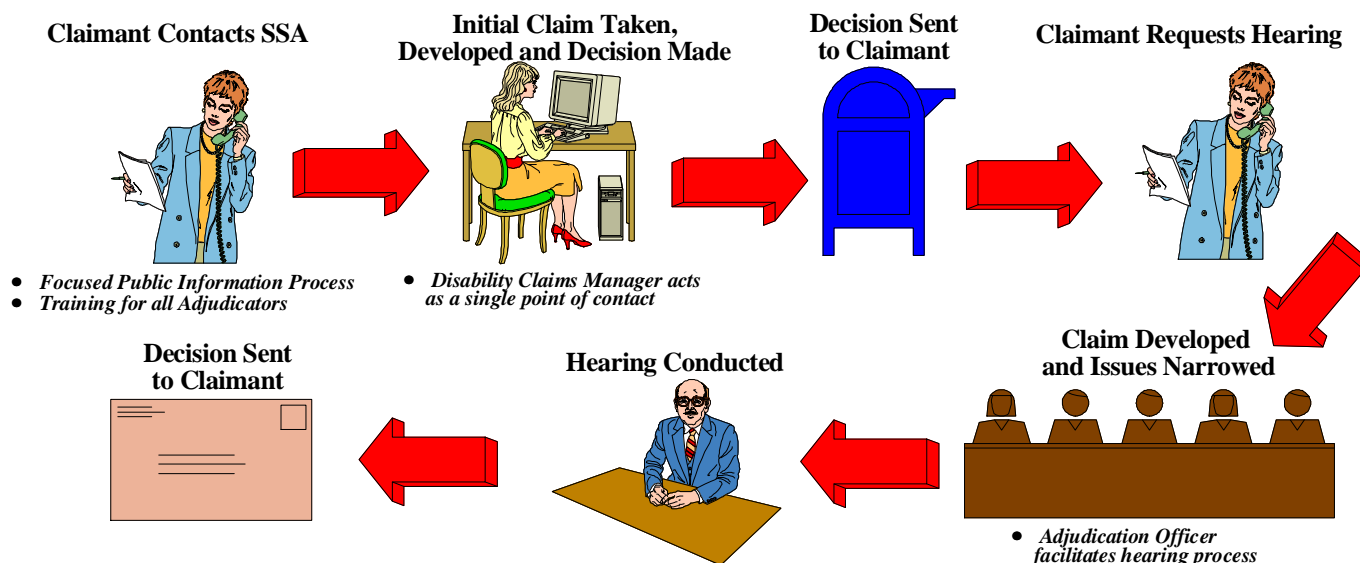 Claimant Contacts SSA
Initial Claim Taken,
Developed and Decision Made
Decision Sent
to Claimant
Claimant Requests Hearing
● Focused Public Information Process
● Training for all Adjudicators
● Disability Claims Manager acts
as a single point of contact
Claim Developed
and Issues Narrowed
● Adjudication Officer
facilitates hearing process
Hearing Conducted
Decision Sent
to Claimant